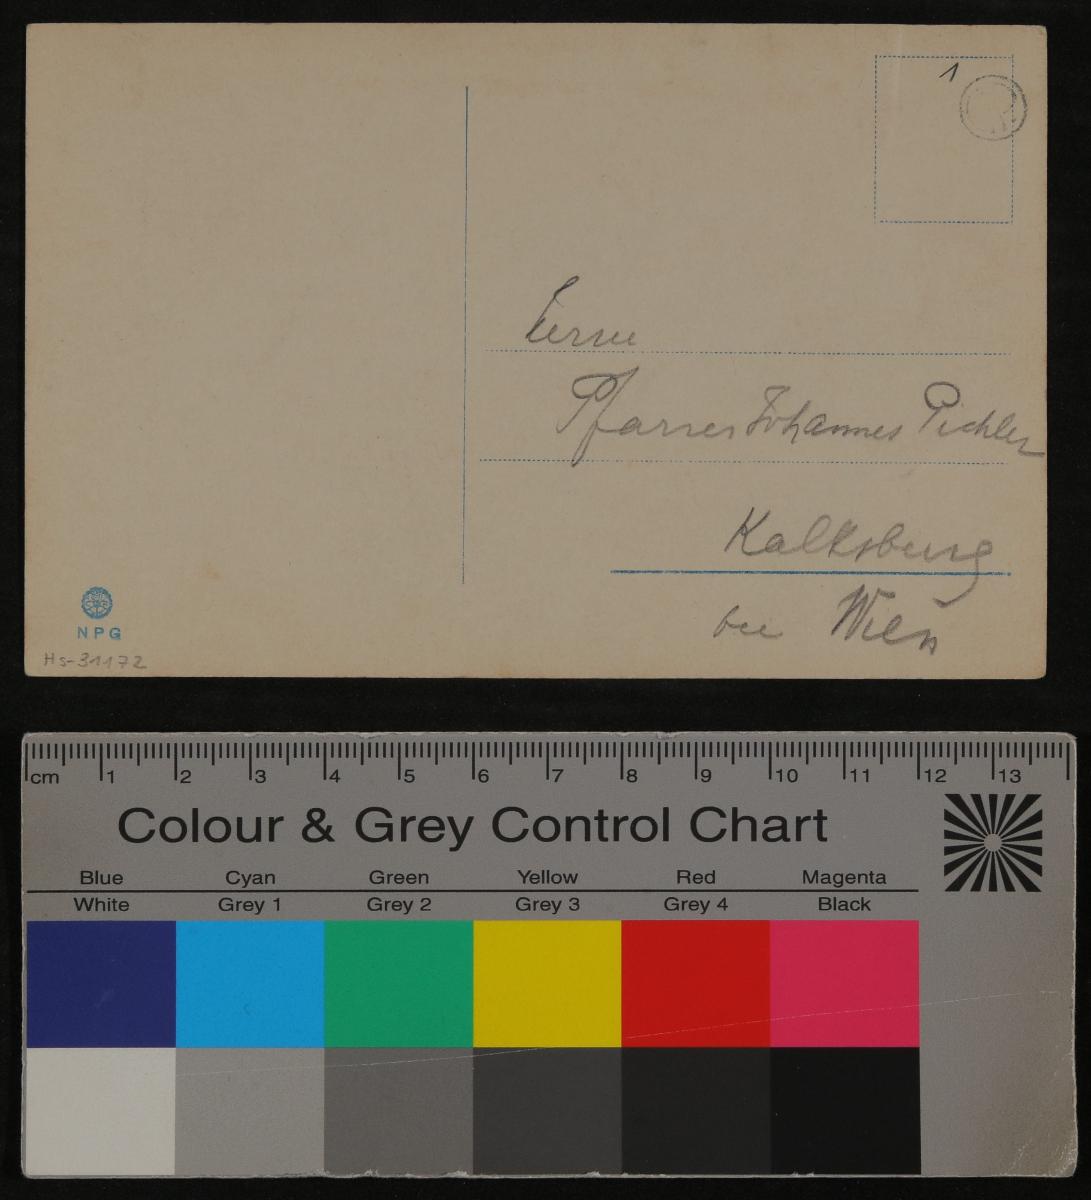 1
R
Herrn
Pfarrer Johannes Pichler
Kalksburg
bei Wien
NPG
Hs-31172
cm 1 2 3 4 5 6 7 8 9 10 11 12 13
Colour & Grey Control Chart
Blue Cyan Green Yellow Red Magenta
White Grey 1 Grey 2 Grey 3 Grey 4 Black